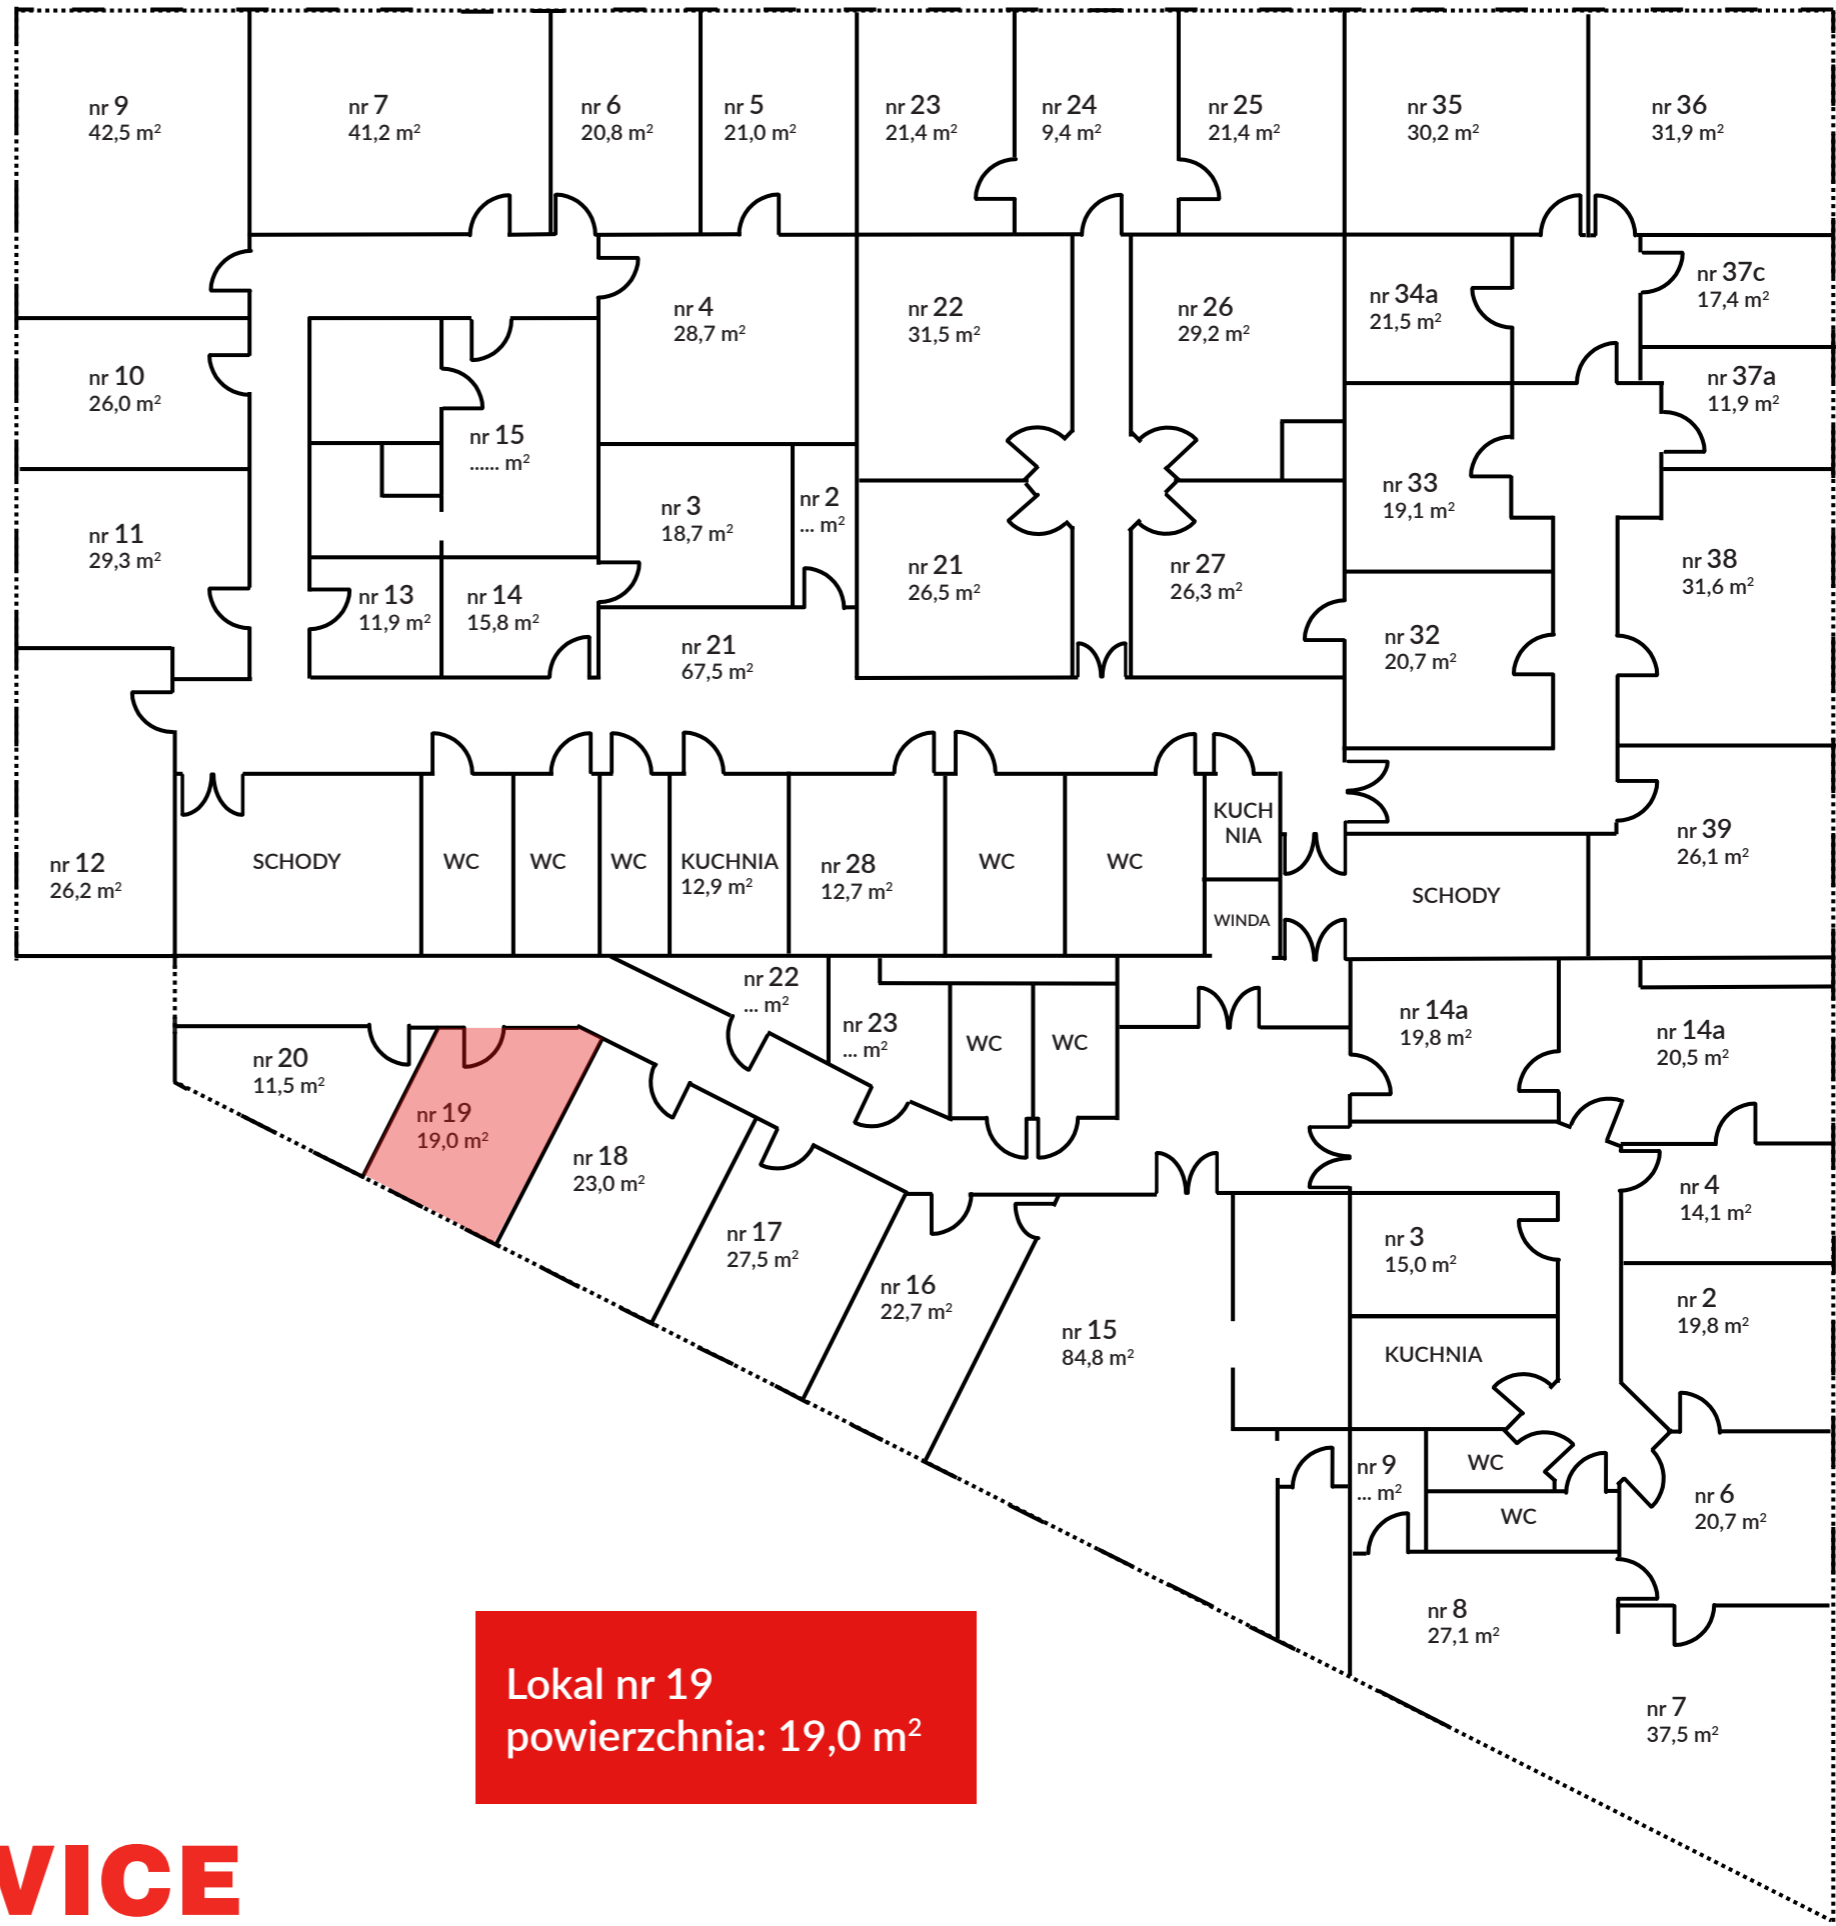 nr 9
42,5 m²
nr 7
41,2 m²
nr 6
20,8 m²
nr 5
21,0 m²
nr 23
21,4 m²
nr 24
9,4 m²
nr 25
21,4 m²
nr 35
30,2 m²
nr 36
31,9 m²
nr 4
28,7 m²
nr 22
31,5 m²
nr 26
29,2 m²
nr 34a
21,5 m²
nr 37c
17,4 m²
nr 10
26,0 m²
nr 37a
11,9 m²
nr 15
...... m²
nr 3
18,7 m²
nr 2
... m²
nr 33
19,1 m²
nr 11
29,3 m²
nr 13
11,9 m²
nr 14
15,8 m²
nr 21
26,5 m²
nr 27
26,3 m²
nr 38
31,6 m²
nr 21
67,5 m²
nr 32
20,7 m²
nr 12
26,2 m²
SCHODY
WC
WC
WC
KUCHNIA
12,9 m²
nr 28
12,7 m²
WC
WC
KUCH
NIA
WINDA
SCHODY
nr 39
26,1 m²
nr 22
... m²
nr 23
... m²
WC
WC
nr 14a
19,8 m²
nr 14a
20,5 m²
nr 20
11,5 m²
nr 19
19,0 m²
nr 18
23,0 m²
nr 17
27,5 m²
nr 16
22,7 m²
nr 15
84,8 m²
nr 3
15,0 m²
nr 4
14,1 m²
KUCHNIA
nr 2
19,8 m²
nr 9
... m²
WC
WC
nr 6
20,7 m²
nr 8
27,1 m²
nr 7
37,5 m²
Lokal nr 19
powierzchnia: 19,0 m²
VICE